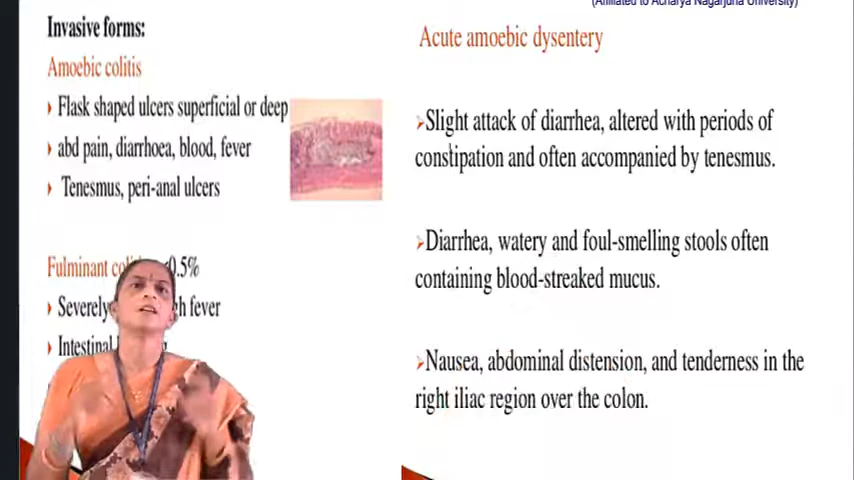 (Affiliated to Acharya Nagarjuna University)
Invasive forms:
Amoebic colitis
Flask shaped ulcers superficial or deep
abd pain, diarrhoea, blood, fever
Tenesmus, peri-anal ulcers
Fulminant 0.5%
Severely fever
Intestinal
Acute amoebic dysentery
Slight attack of diarrhea, altered with periods of
constipation and often accompanied by tenesmus.
Diarrhea, watery and foul-smelling stools often
containing blood-streaked mucus.
Nausea, abdominal distension, and tenderness in the
right iliac region over the colon.